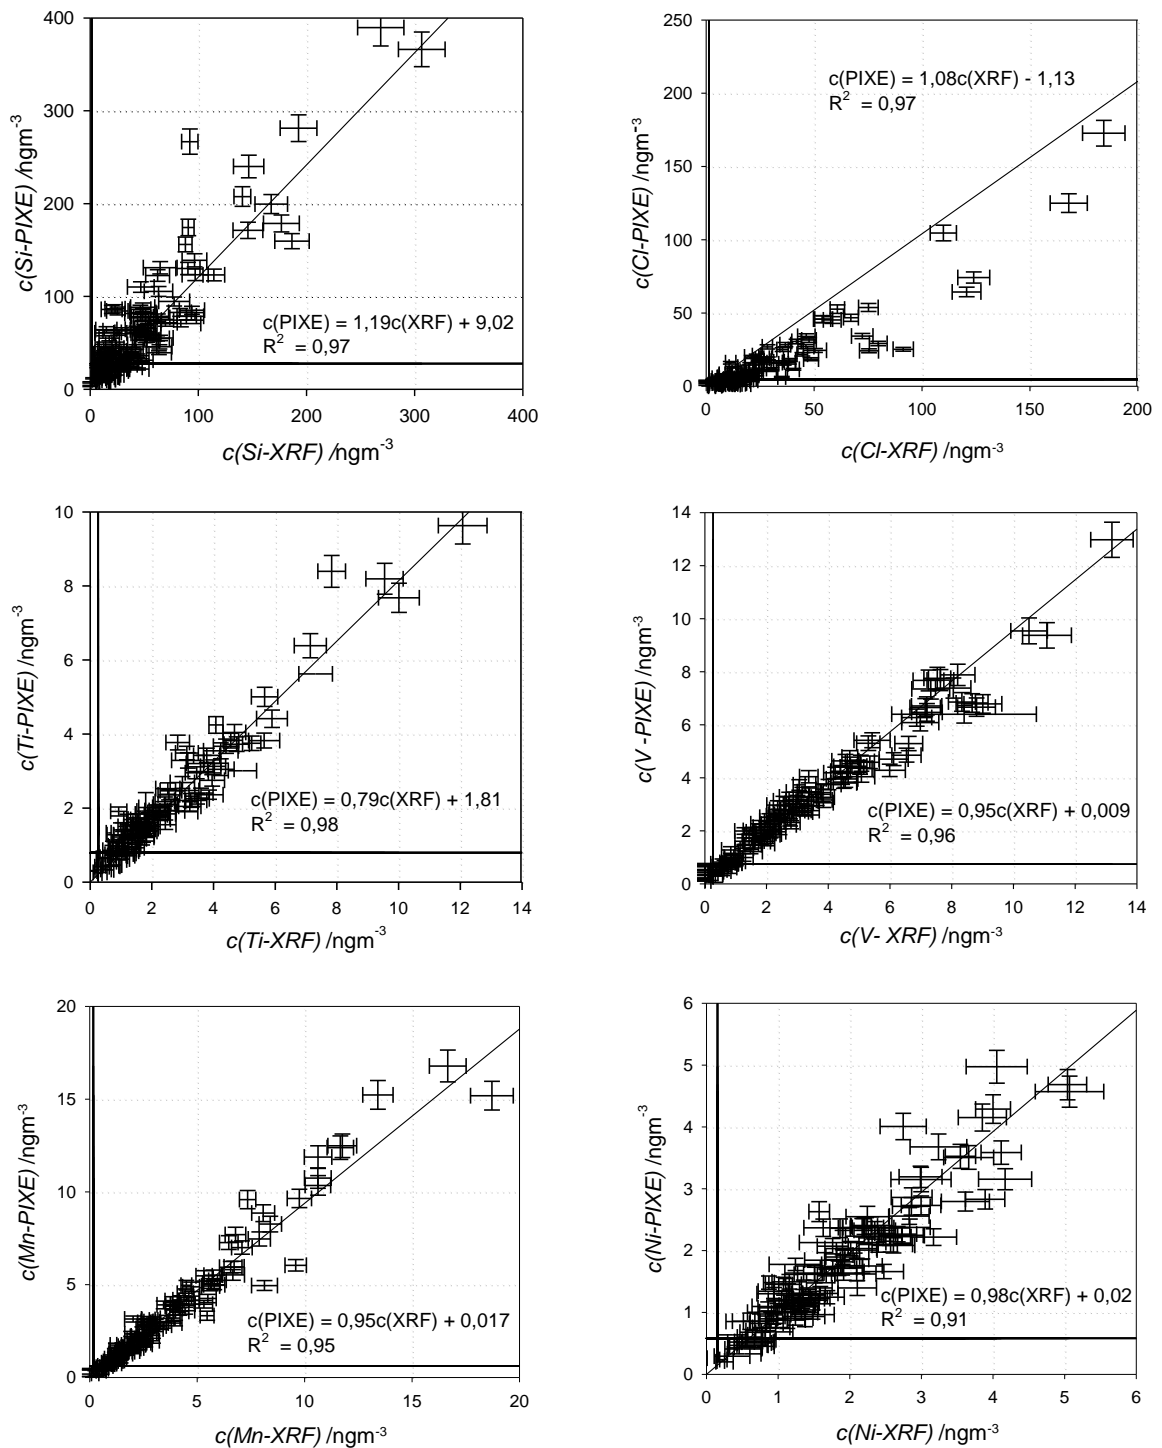 400
300
200
100
0
c(Si-PIXE) /ngm-3
c(PIXE) = 1,19c(XRF) + 9,02
R2 = 0,97
0 100 200 300 400
c(Si-XRF) /ngm-3
250
200
150
100
50
0
c(Cl-PIXE) /ngm-3
c(PIXE) = 1,08c(XRF) - 1,13
R2 = 0,97
0 50 100 150 200
c(Cl-XRF) /ngm-3
10
8
6
4
2
0
c(Ti-PIXE) /ngm-3
c(PIXE) = 0,79c(XRF) + 1,81
R2 = 0,98
0 2 4 6 8 10 12 14
c(Ti-XRF) /ngm-3
14
12
10
8
6
4
2
0
c(V -PIXE) /ngm-3
c(PIXE) = 0,95c(XRF) + 0,009
R2 = 0,96
0 2 4 6 8 10 12 14
c(V- XRF) /ngm-3
20
15
10
5
0
c(Mn-PIXE) /ngm-3
c(PIXE) = 0,95c(XRF) + 0,017
R2 = 0,95
0 5 10 15 20
c(Mn-XRF) /ngm-3
6
5
4
3
2
1
0
c(Ni-PIXE) /ngm-3
c(PIXE) = 0,98c(XRF) + 0,02
R2 = 0,91
0 1 2 3 4 5 6
c(Ni-XRF) /ngm-3